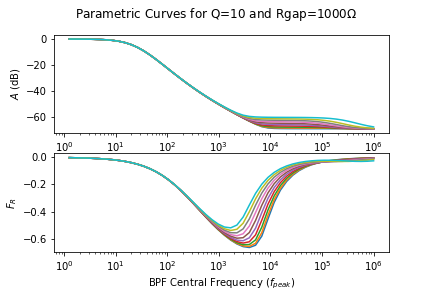 Parametric Curves for Q=10 and Rgap=1000Ω
0
−20
−40
−60
A (dB)
10⁰ 10¹ 10² 10³ 10⁴ 10⁵ 10⁶
0.0
−0.2
−0.4
−0.6
F_R
10⁰ 10¹ 10² 10³ 10⁴ 10⁵ 10⁶
BPF Central Frequency (f_peak)